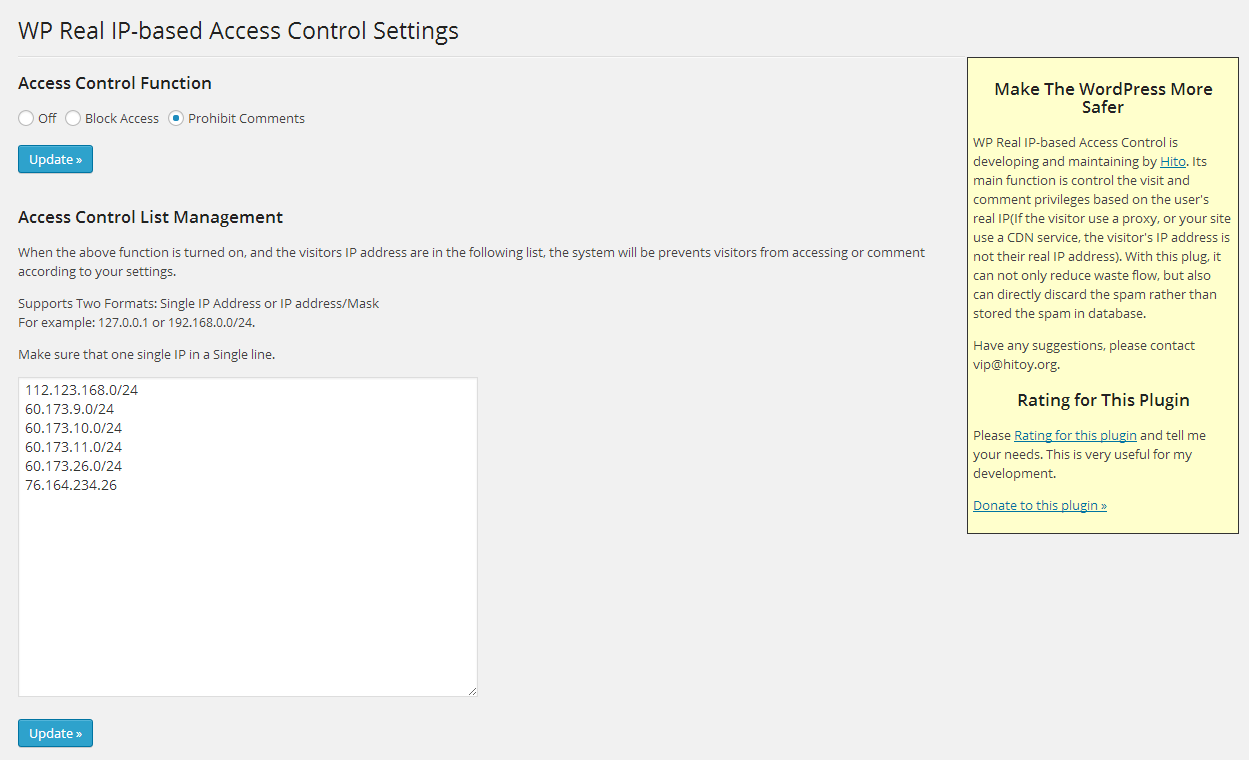 WP Real IP-based Access Control Settings
Access Control Function
Off Block Access Prohibit Comments
Update »
Access Control List Management
When the above function is turned on, and the visitors IP address are in the following list, the system will be prevents visitors from accessing or comment
according to your settings.
Supports Two Formats: Single IP Address or IP address/Mask
For example: 127.0.0.1 or 192.168.0.0/24.
Make sure that one single IP in a Single line.
112.123.168.0/24
60.173.9.0/24
60.173.10.0/24
60.173.11.0/24
60.173.26.0/24
76.164.234.26
Update »
Make The WordPress More
Safer
WP Real IP-based Access Control is
developing and maintaining by Hito. Its
main function is control the visit and
comment privileges based on the user's
real IP(If the visitor use a proxy, or your site
use a CDN service, the visitor's IP address is
not their real IP address). With this plug, it
can not only reduce waste flow, but also
can directly discard the spam rather than
stored the spam in database.
Have any suggestions, please contact
vip@hitoy.org.
Rating for This Plugin
Please Rating for this plugin and tell me
your needs. This is very useful for my
development.
Donate to this plugin »